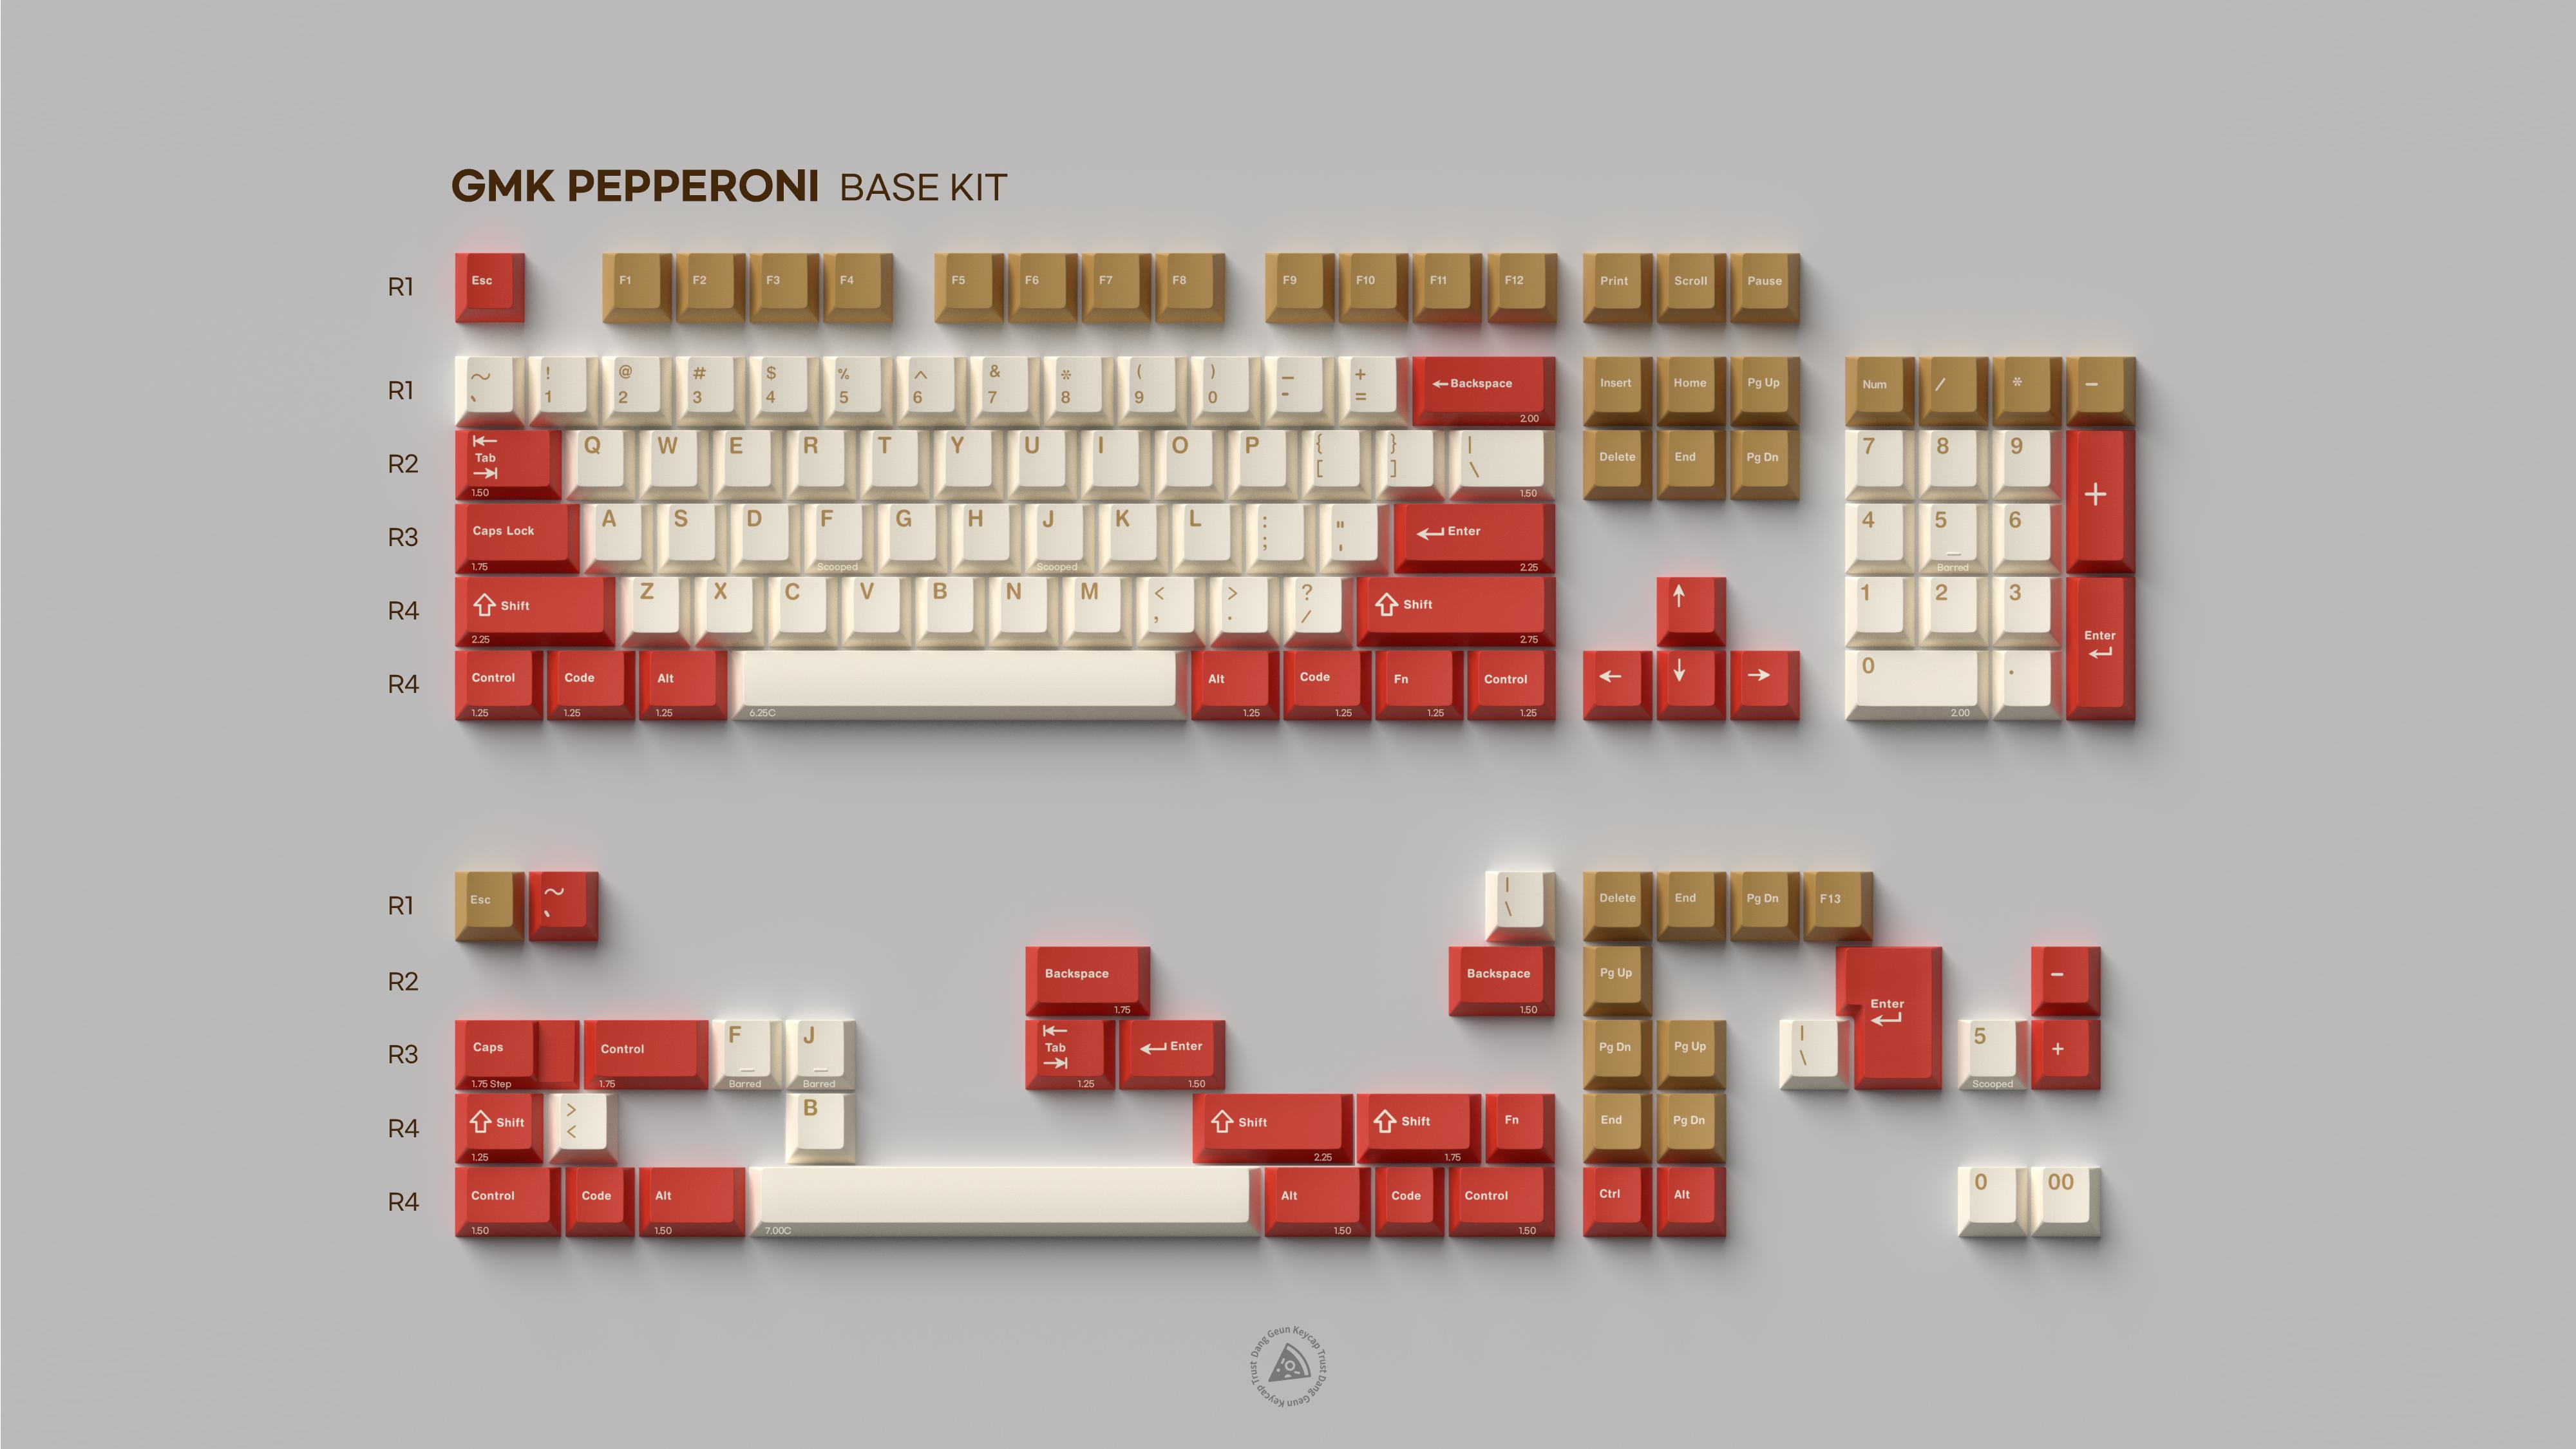 GMK PEPPERONI BASE KIT
R1 Esc F1 F2 F3 F4 F5 F6 F7 F8 F9 F10 F11 F12 Print Scroll Pause
R1 ~ ` ! 1 @ 2 # 3 $ 4 % 5 ^ 6 & 7 * 8 ( 9 ) 0 _ - + = ← Backspace 2.00 Insert Home Pg Up Num / * −
R2 Tab 1.50 Q W E R T Y U I O P { [ } ] | \ 1.50 Delete End Pg Dn 7 8 9 +
R3 Caps Lock 1.75 A S D F Scooped G H J Scooped K L : ; " ' Enter 2.25 4 5 Barred 6
R4 Shift 2.25 Z X C V B N M < , > . ? / Shift 2.75 ↑ 1 2 3 Enter
R4 Control 1.25 Code 1.25 Alt 1.25 6.25C Alt 1.25 Code 1.25 Fn 1.25 Control 1.25 ← ↓ → 0 2.00 .
R1 Esc ~ ` | \ Delete End Pg Dn F13
R2 Backspace 1.75 Backspace 1.50 Pg Up Enter −
R3 Caps 1.75 Step Control 1.75 F Barred J Barred Tab 1.25 Enter 1.50 Pg Dn Pg Up | \ 5 Scooped +
R4 Shift 1.25 > < B Shift 2.25 Shift 1.75 Fn End Pg Dn
R4 Control 1.50 Code Alt 1.50 7.00C Alt 1.50 Code Control 1.50 Ctrl Alt 0 00
Dang Geun Keycap Trust Dang Geun Keycap Trust